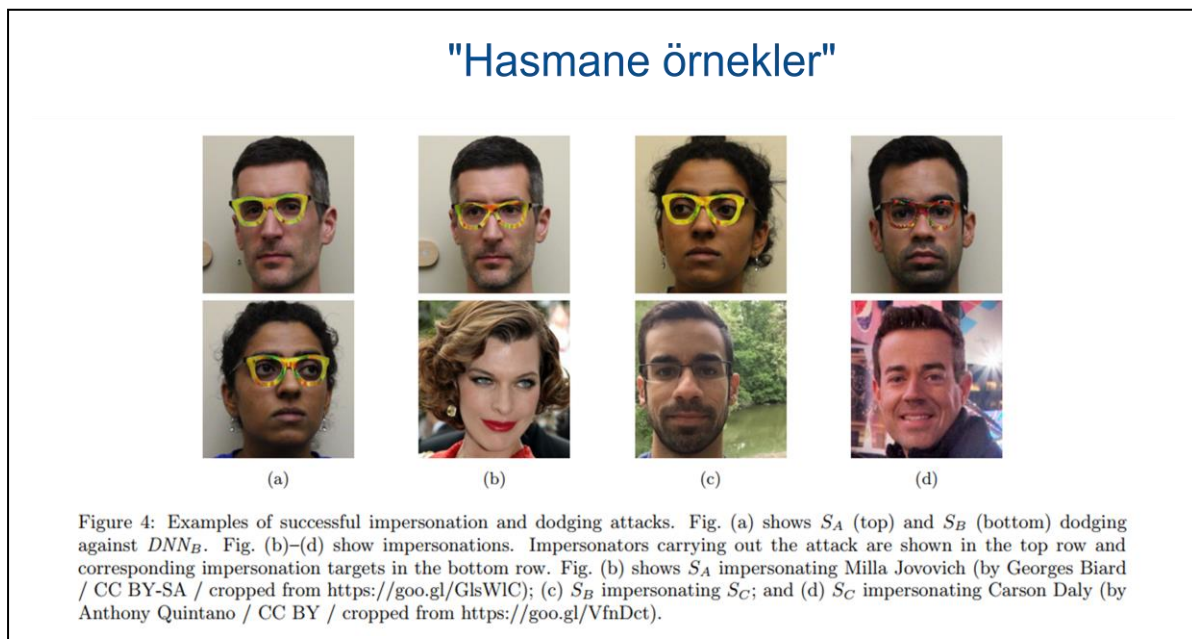 "Hasmane örnekler"
(a) (b) (c) (d)
Figure 4: Examples of successful impersonation and dodging attacks. Fig. (a) shows S_A (top) and S_B (bottom) dodging
against DNN_B. Fig. (b)–(d) show impersonations. Impersonators carrying out the attack are shown in the top row and
corresponding impersonation targets in the bottom row. Fig. (b) shows S_A impersonating Milla Jovovich (by Georges Biard
/ CC BY-SA / cropped from https://goo.gl/GlsWlC); (c) S_B impersonating S_C; and (d) S_C impersonating Carson Daly (by
Anthony Quintano / CC BY / cropped from https://goo.gl/VfnDct).